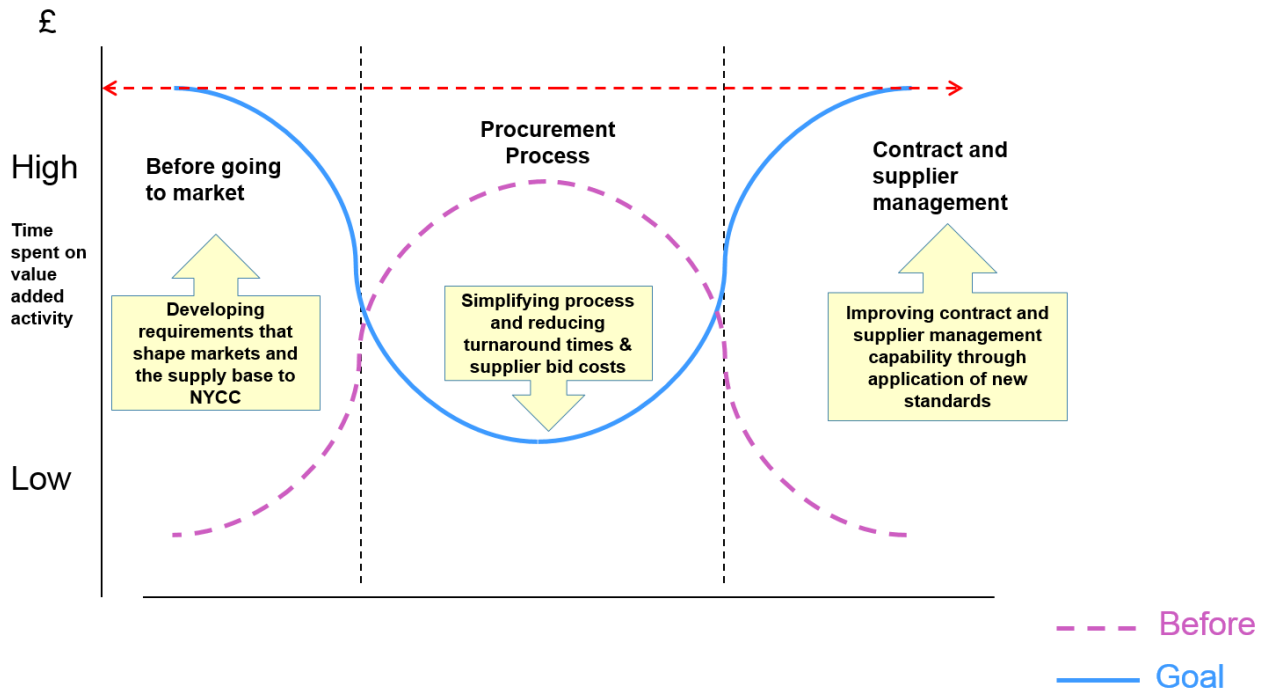 £
High
Time
spent on
value
added
activity
Low
Before going
to market
Developing
requirements that
shape markets and
the supply base to
NYCC
Procurement
Process
Simplifying process
and reducing
turnaround times &
supplier bid costs
Contract and
supplier
management
Improving contract and
supplier management
capability through
application of new
standards
Before
Goal